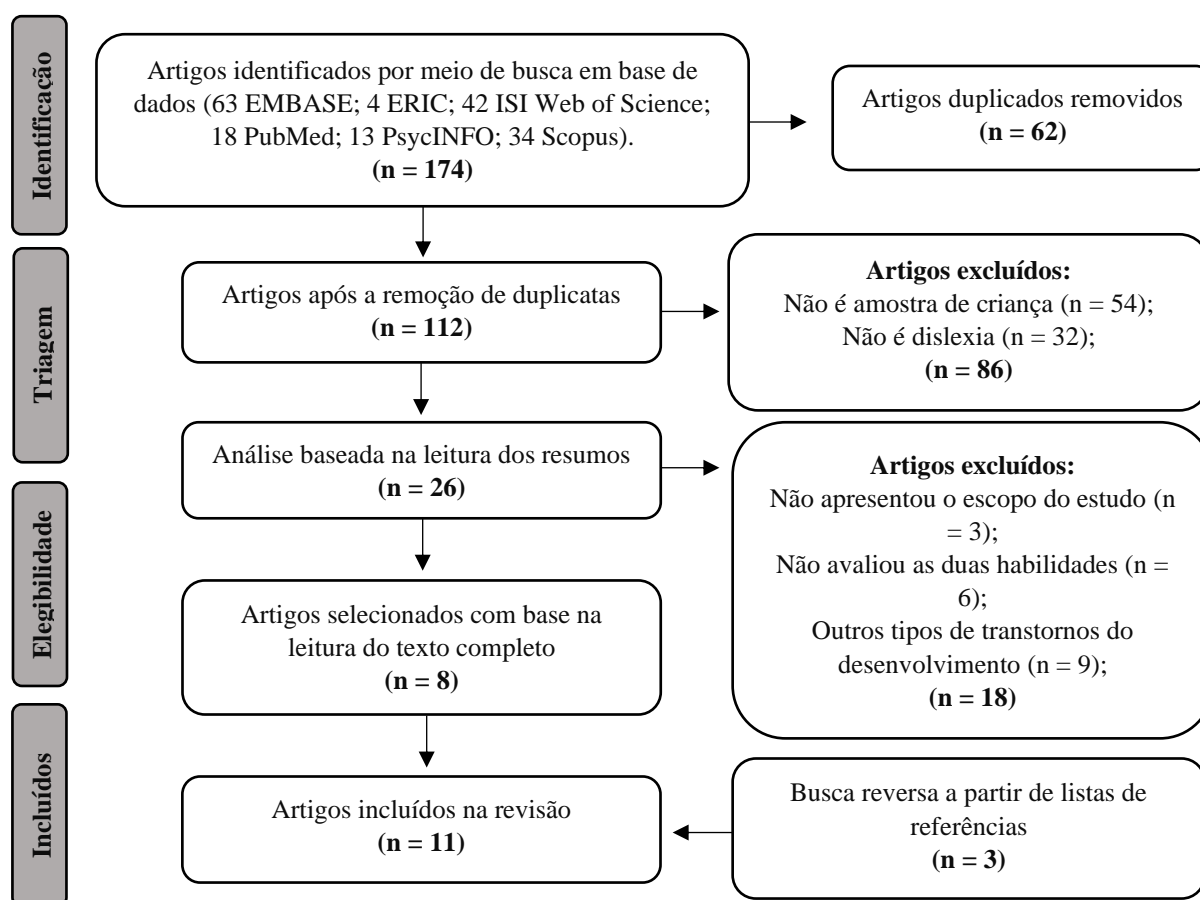 Identificação
Artigos identificados por meio de busca em base de
dados (63 EMBASE; 4 ERIC; 42 ISI Web of Science;
18 PubMed; 13 PsycINFO; 34 Scopus).
(n = 174)
Artigos duplicados removidos
(n = 62)
Triagem
Artigos após a remoção de duplicatas
(n = 112)
Artigos excluídos:
Não é amostra de criança (n = 54);
Não é dislexia (n = 32);
(n = 86)
Análise baseada na leitura dos resumos
(n = 26)
Artigos excluídos:
Não apresentou o escopo do estudo (n
= 3);
Não avaliou as duas habilidades (n =
6);
Outros tipos de transtornos do
desenvolvimento (n = 9);
(n = 18)
Elegibilidade
Artigos selecionados com base na
leitura do texto completo
(n = 8)
Incluídos
Artigos incluídos na revisão
(n = 11)
Busca reversa a partir de listas de
referências
(n = 3)